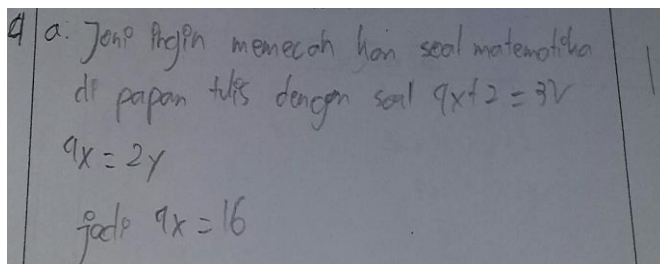 4 a. Joni ingin memecah kan soal matematika
di papan tulis dengan soal 9x+2=32
9x=2y
jadi 9x=16